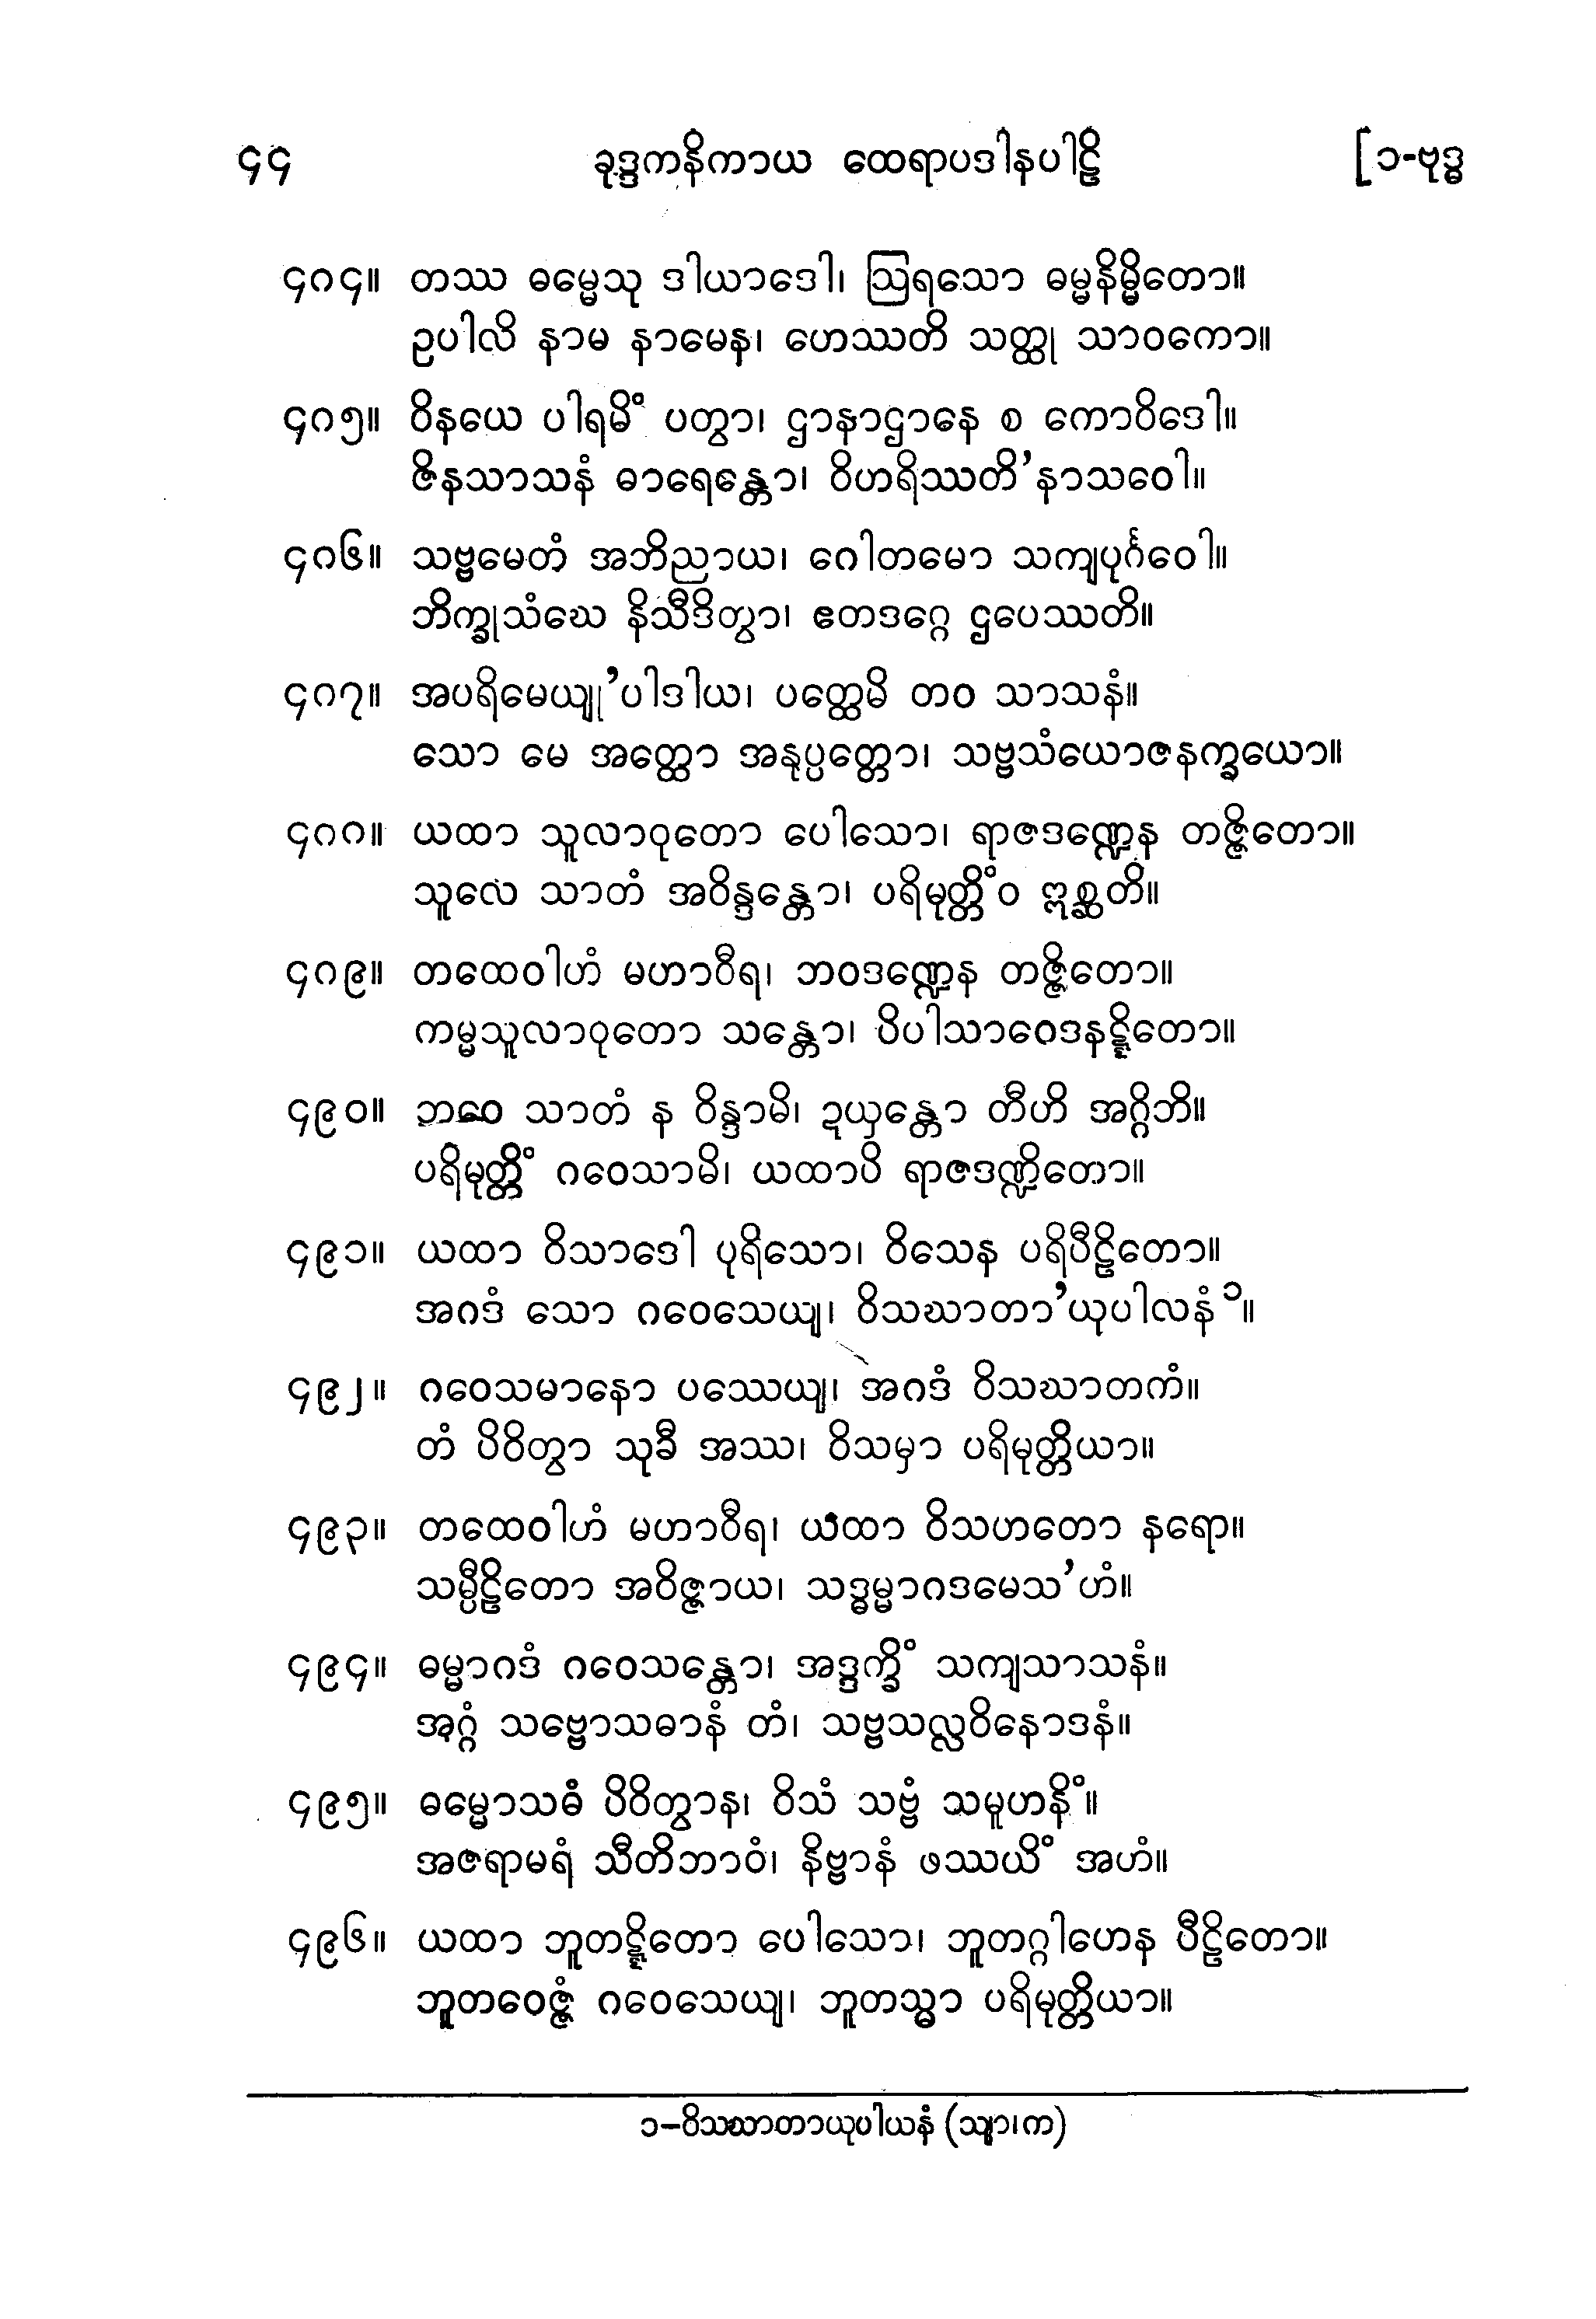 ၄၄ ခုဒ္ဒကနိကာယ ထေရာပဒါနပါဠိ [၁-ဗုဒ္ဓ
၄၈၄။ တဿ ဓမ္မေသု ဒါယာဒေါ၊ ဩရသော ဓမ္မနိမ္မိတော။
ဥပါလိ နာမ နာမေန၊ ဟေဿတိ သတ္ထု သာဝကော။
၄၈၅။ ဝိနယေ ပါရမိံ ပတွာ၊ ဌာနာဌာနေ စ ကောဝိဒေါ။
ဇိနသာသနံ ဓာရေန္တော၊ ဝိဟရိဿတိ’နာသဝေါ။
၄၈၆။ သဗ္ဗမေတံ အဘိညာယ၊ ဂေါတမော သကျပုင်္ဂဝေါ။
ဘိက္ခုသံဃေ နိသီဒိတွာ၊ ဧတဒဂ္ဂေ ဌပေဿတိ။
၄၈၇။ အပရိမေယျု’ပါဒါယ၊ ပတ္ထေမိ တဝ သာသနံ။
သော မေ အတ္ထော အနုပ္ပတ္တော၊ သဗ္ဗသံယောဇနက္ခယော။
၄၈၈။ ယထာ သူလာဝုတော ပေါသော၊ ရာဇဒဏ္ဍေန တဇ္ဇိတော။
သူလေ သာတံ အဝိန္ဒန္တော၊ ပရိမုတ္တိံဝ ဣစ္ဆတိ။
၄၈၉။ တထေဝါဟံ မဟာဝီရ၊ ဘဝဒဏ္ဍေန တဇ္ဇိတော။
ကမ္မသူလာဝုတော သန္တော၊ ပိပါသာဝေဒနဋ္ဋိတော။
၄၉၀။ ဘဝေ သာတံ န ဝိန္ဒာမိ၊ ဍယှန္တော တီဟိ အဂ္ဂိဘိ။
ပရိမုတ္တိံ ဂဝေသာမိ၊ ယထာပိ ရာဇဒဏ္ဍိတော။
၄၉၁။ ယထာ ဝိသာဒေါ ပုရိသော၊ ဝိသေန ပရိပီဠိတော။
အဂဒံ သော ဂဝေသေယျ၊ ဝိသဃာတာ’ယုပါလနံ၁။
၄၉၂။ ဂဝေသမာနော ပဿေယျ၊ အဂဒံ ဝိသဃာတကံ။
တံ ပိဝိတွာ သုခီ အဿ၊ ဝိသမှာ ပရိမုတ္တိယာ။
၄၉၃။ တထေဝါဟံ မဟာဝီရ၊ ယထာ ဝိသဟတော နရော။
သမ္ပီဠိတော အဝိဇ္ဇာယ၊ သဒ္ဓမ္မာဂဒမေသ’ဟံ။
၄၉၄။ ဓမ္မာဂဒံ ဂဝေသန္တော၊ အဒ္ဒက္ခိံ သကျသာသနံ။
အဂ္ဂံ သဗ္ဗောသဓာနံ တံ၊ သဗ္ဗသလ္လဝိနောဒနံ။
၄၉၅။ ဓမ္မောသဓံ ပိဝိတွာန၊ ဝိသံ သဗ္ဗံ သမူဟနိံ။
အဇရာမရံ သီတိဘာဝံ၊ နိဗ္ဗာနံ ဖဿယိံ အဟံ။
၄၉၆။ ယထာ ဘူတဋ္ဋိတော ပေါသော၊ ဘူတဂ္ဂါဟေန ပီဠိတော။
ဘူတဝေဇ္ဇံ ဂဝေသေယျ၊ ဘူတသ္မာ ပရိမုတ္တိယာ။
၁-ဝိသဃာတာယုပါယနံ (သျာ၊က)